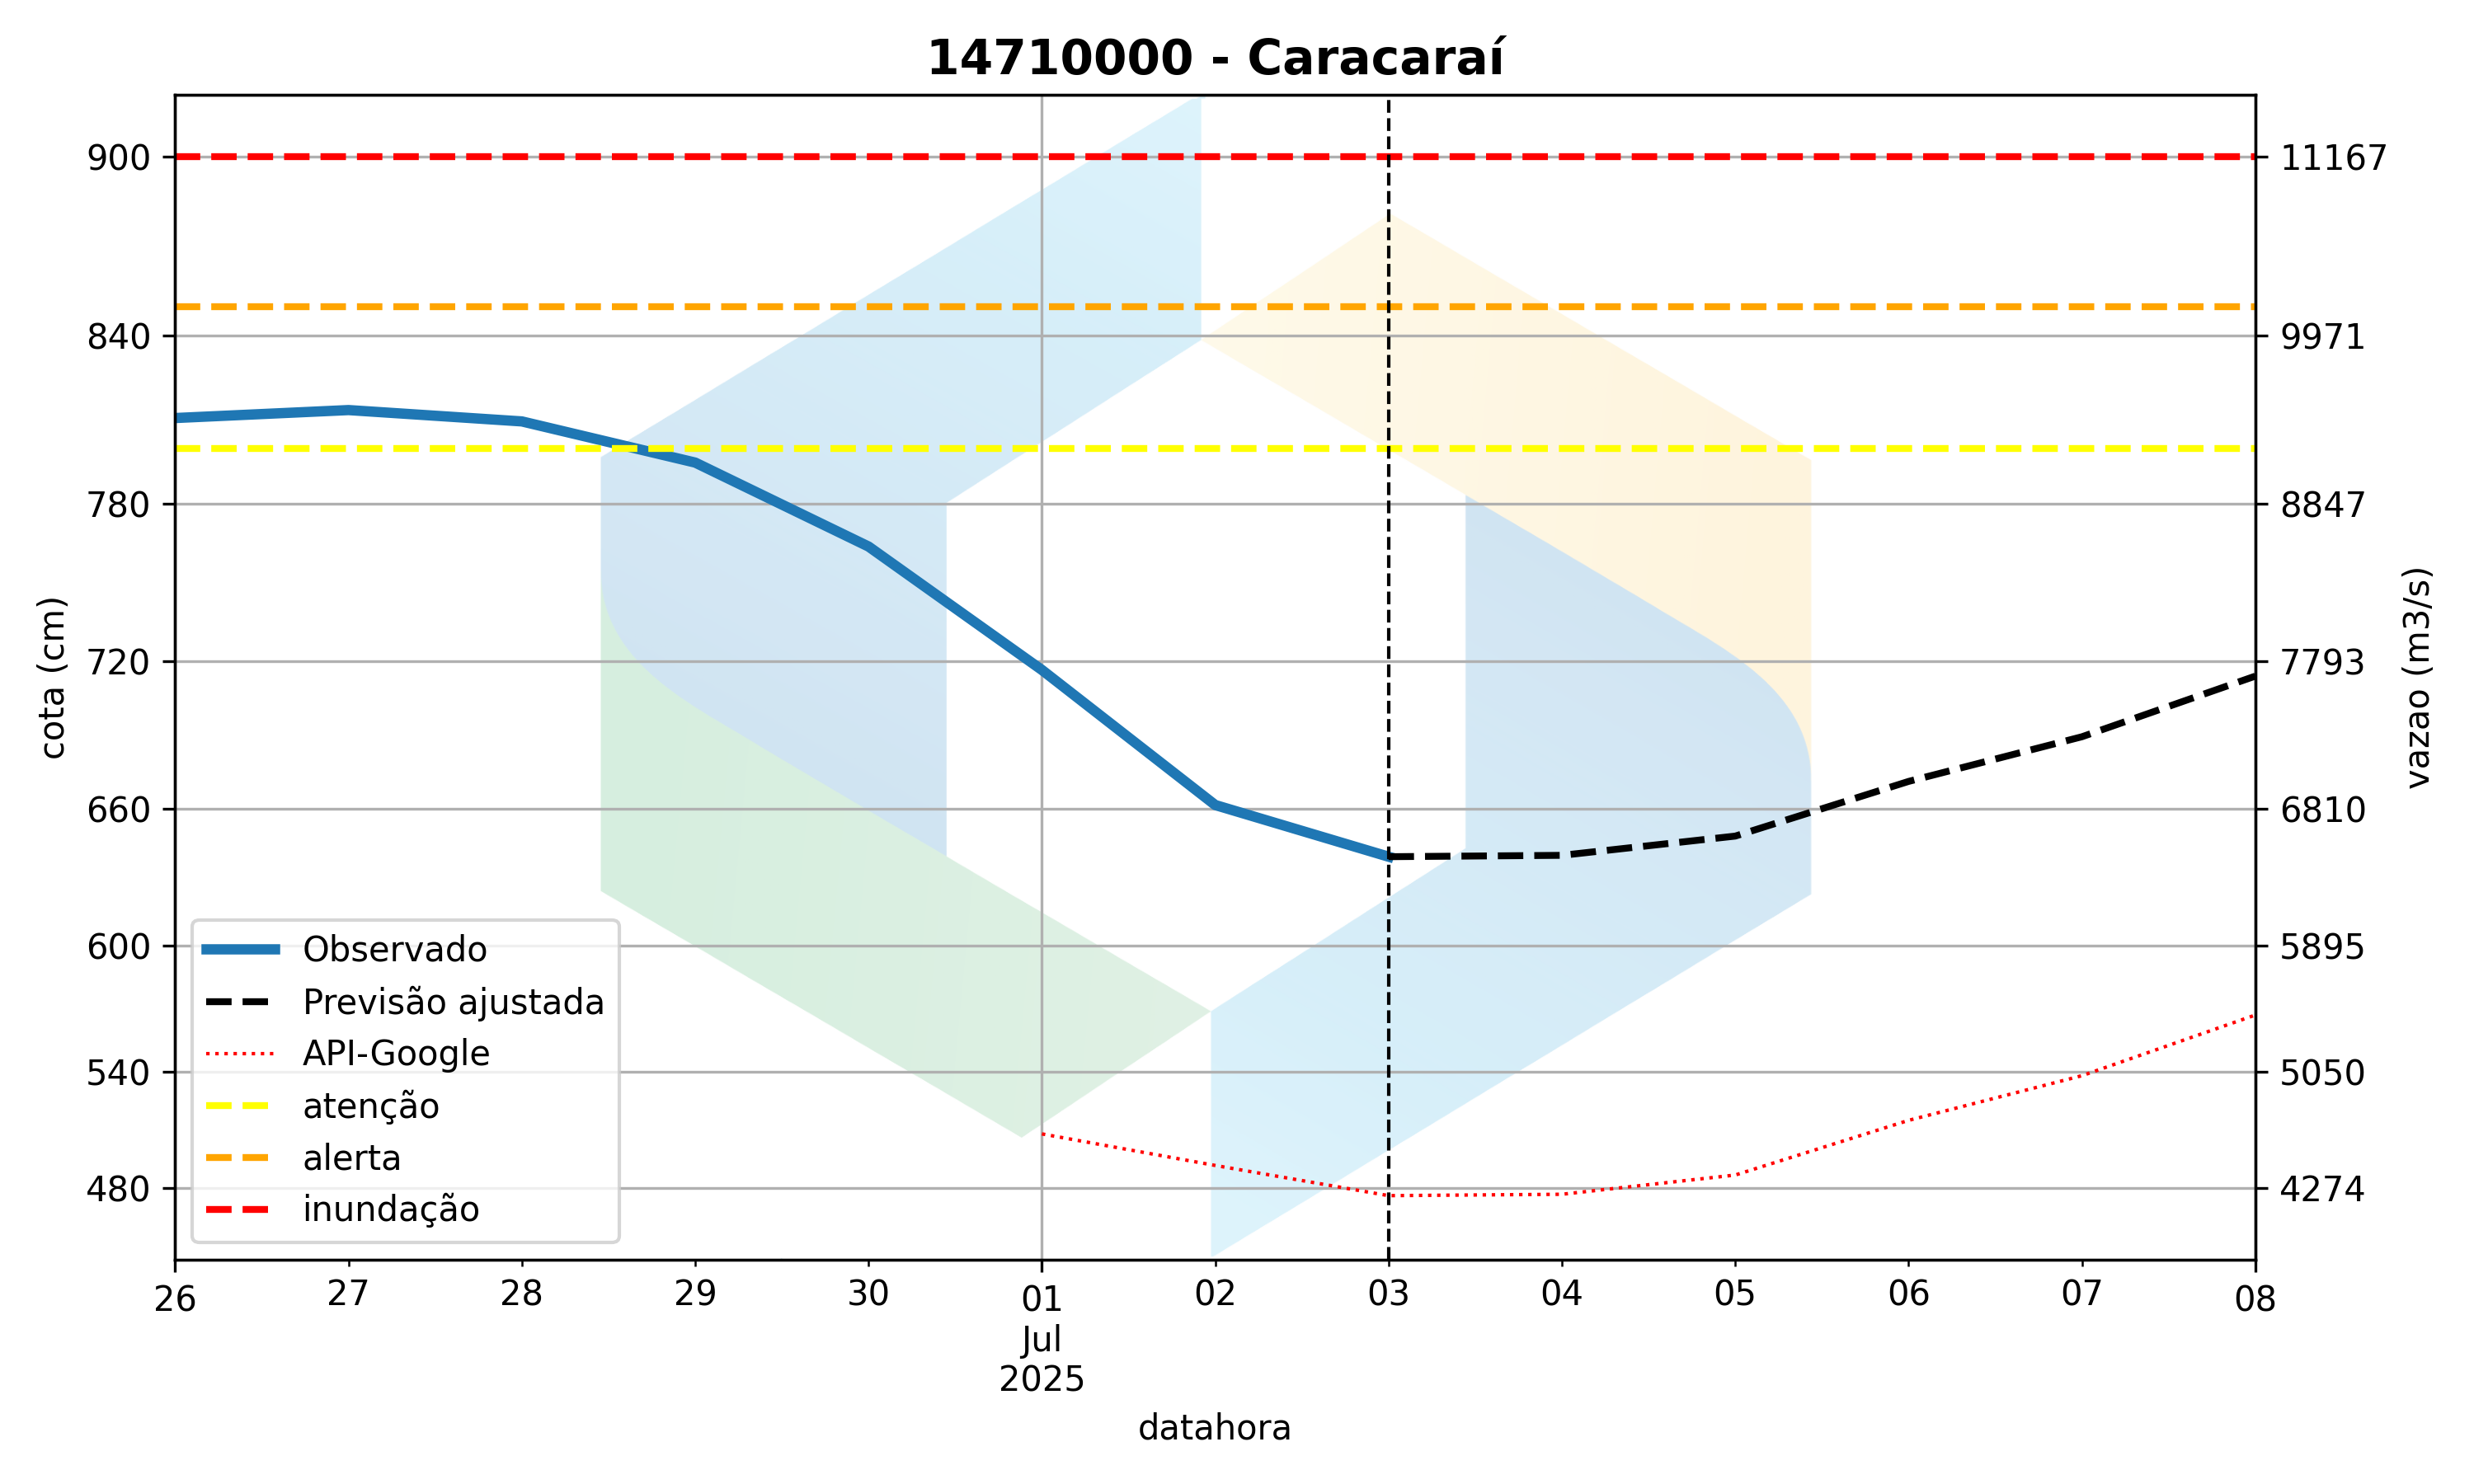 14710000 - Caracaraí
900
840
780
720
660
600
540
480
cota (cm)
11167
9971
8847
7793
6810
5895
5050
4274
vazao (m3/s)
Observado
Previsão ajustada
API-Google
atenção
alerta
inundação
26 27 28 29 30 01 02 03 04 05 06 07 08
Jul
2025
datahora